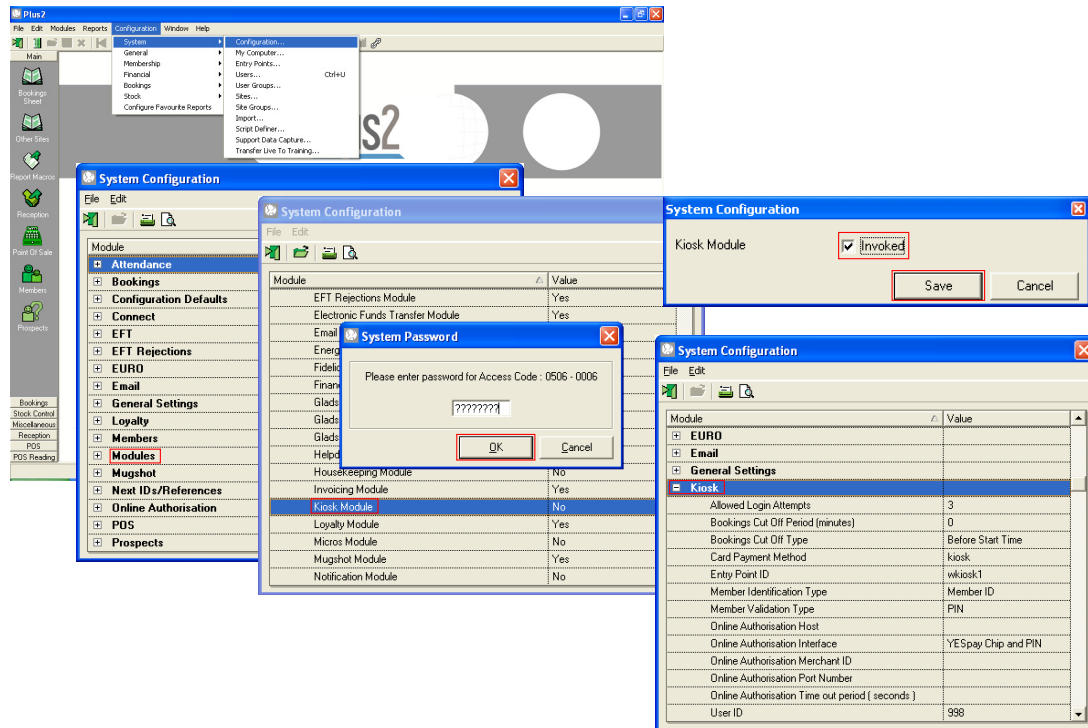 Plus2
File Edit Modules Reports Configuration Window Help
Main
Bookings
Sheet
Other Sites
Report Macros
Reception
Point Of Sale
Members
Prospects
Bookings
Stock Control
Miscellaneous
Reception
POS
POS Reading
System
General
Membership
Financial
Bookings
Stock
Configure Favourite Reports
Configuration...
My Computer...
Entry Points...
Users... Ctrl+U
User Groups...
Sites...
Site Groups...
Import...
Script Definer...
Support Data Capture...
Transfer Live To Training...
us2
System Configuration
File Edit
Module
Attendance
Bookings
Configuration Defaults
Connect
EFT
EFT Rejections
EURO
Email
General Settings
Loyalty
Members
Modules
Mugshot
Next IDs/References
Online Authorisation
POS
Prospects
System Configuration
File Edit
Module Value
EFT Rejections Module Yes
Electronic Funds Transfer Module Yes
Email
Energ
Fidelio
Finan
Glads
Glads
Glads
Helpd
Housekeeping Module No
Invoicing Module Yes
Kiosk Module No
Loyalty Module Yes
Micros Module No
Mugshot Module Yes
Notification Module No
System Password
Please enter password for Access Code : 0506 - 0006
????????
OK Cancel
System Configuration
Kiosk Module Invoked
Save Cancel
System Configuration
File Edit
Module Value
EURO
Email
General Settings
Kiosk
Allowed Login Attempts 3
Bookings Cut Off Period (minutes) 0
Bookings Cut Off Type Before Start Time
Card Payment Method kiosk
Entry Point ID wkiosk1
Member Identification Type Member ID
Member Validation Type PIN
Online Authorisation Host
Online Authorisation Interface YESpay Chip and PIN
Online Authorisation Merchant ID
Online Authorisation Port Number
Online Authorisation Time out period ( seconds )
User ID 998